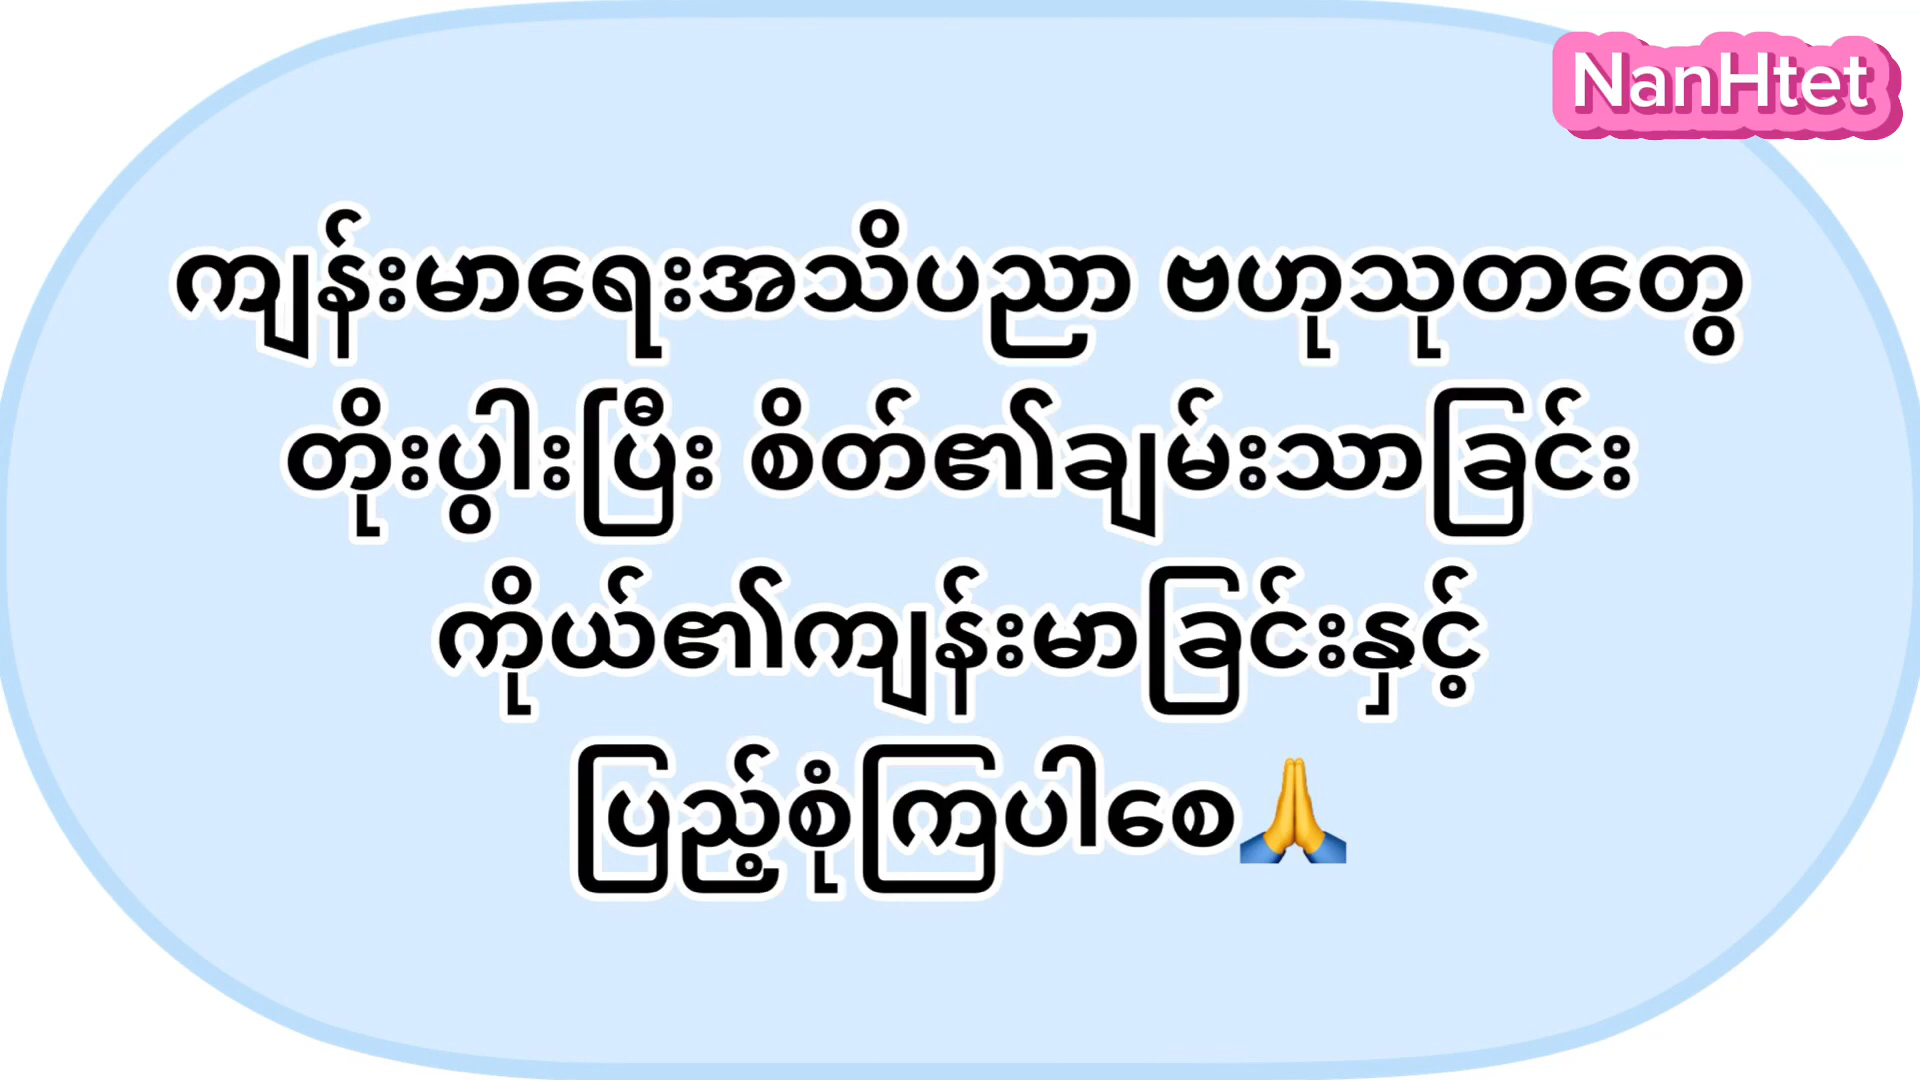 NanHtet
ကျန်းမာရေးအသိပညာ ဗဟုသုတတွေ
တိုးပွါးပြီး စိတ်၏ချမ်းသာခြင်း
ကိုယ်၏ကျန်းမာခြင်းနှင့်
ပြည့်စုံကြပါစေ🙏